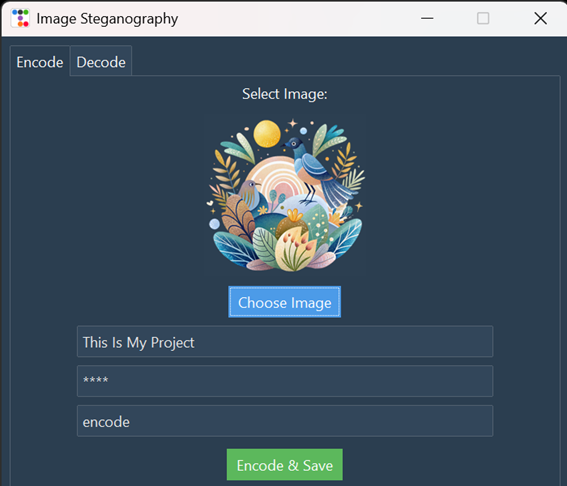 Image Steganography
Encode Decode
Select Image:
Choose Image
This Is My Project
****
encode
Encode & Save